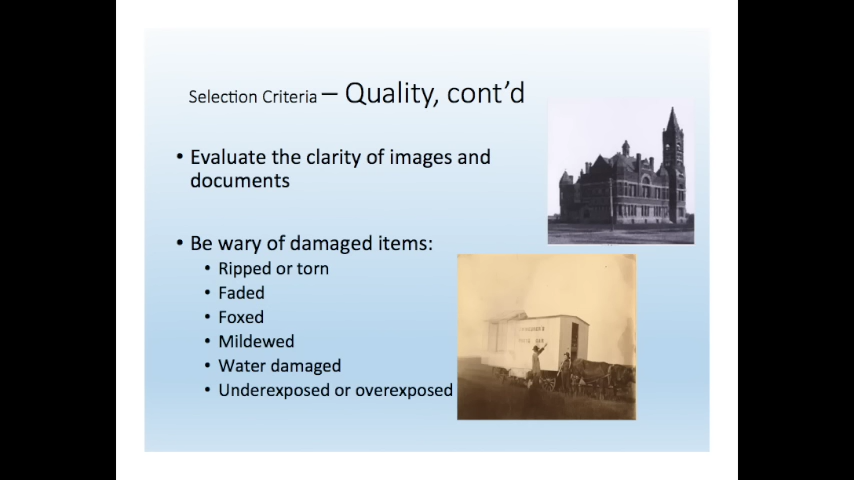 Selection Criteria – Quality, cont’d
• Evaluate the clarity of images and
documents
• Be wary of damaged items:
• Ripped or torn
• Faded
• Foxed
• Mildewed
• Water damaged
• Underexposed or overexposed